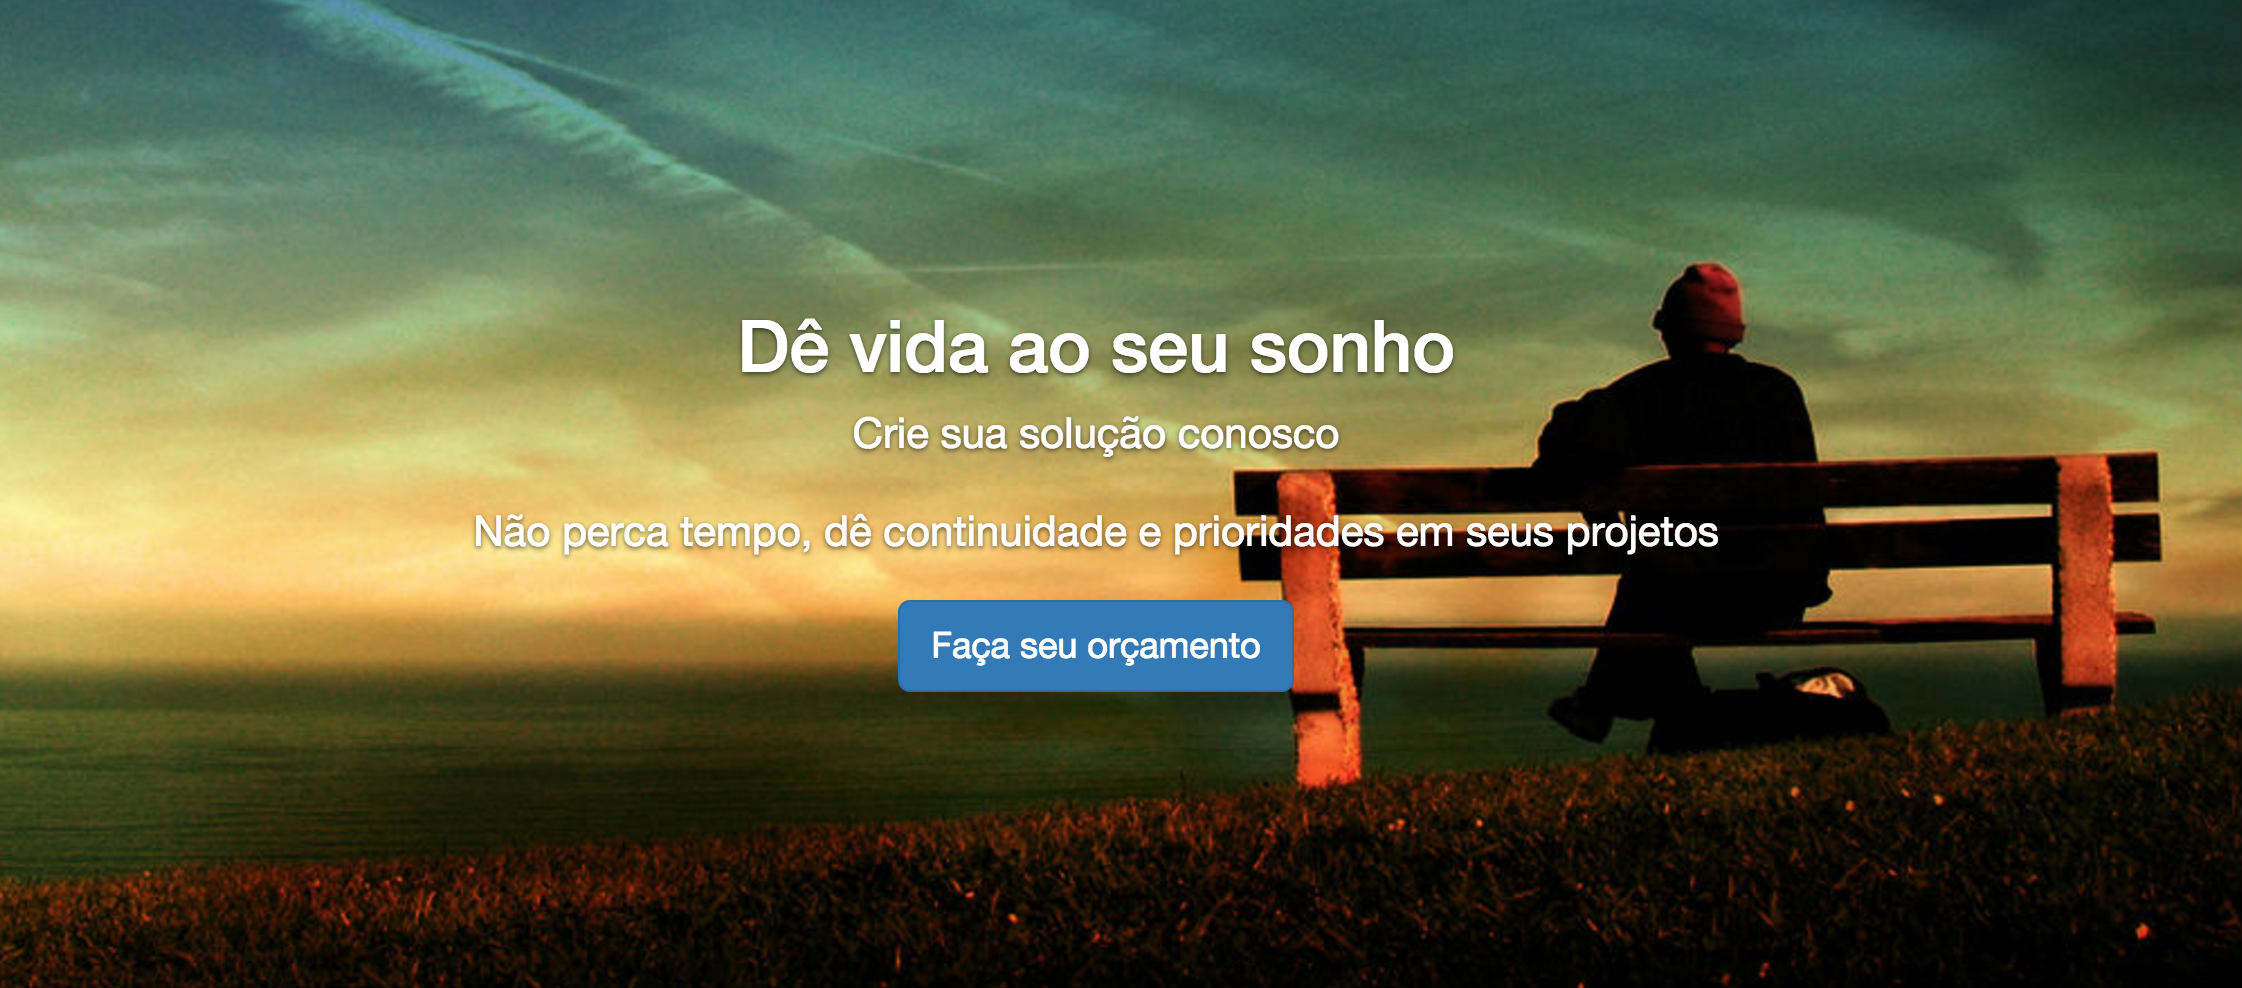 Dê vida ao seu sonho
Crie sua solução conosco
Não perca tempo, dê continuidade e prioridades em seus projetos
Faça seu orçamento